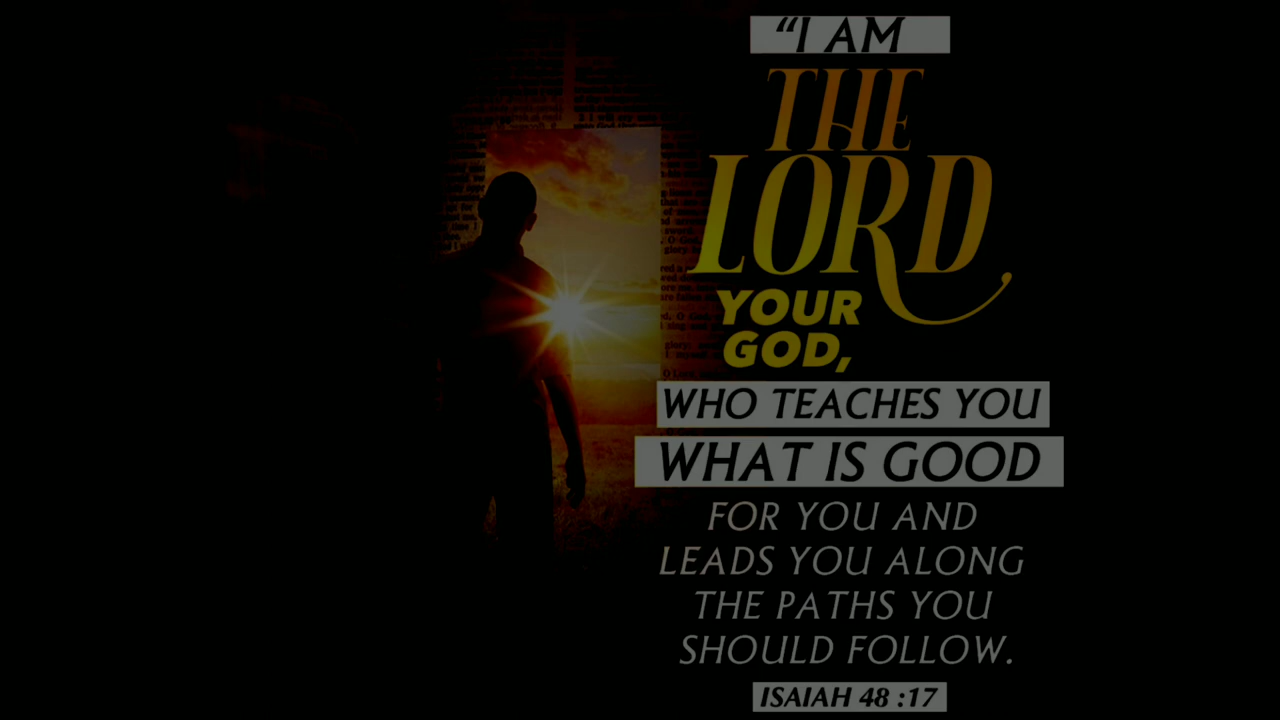 “I AM
THE
LORD
YOUR
GOD,
WHO TEACHES YOU
WHAT IS GOOD
FOR YOU AND
LEADS YOU ALONG
THE PATHS YOU
SHOULD FOLLOW.
ISAIAH 48 :17